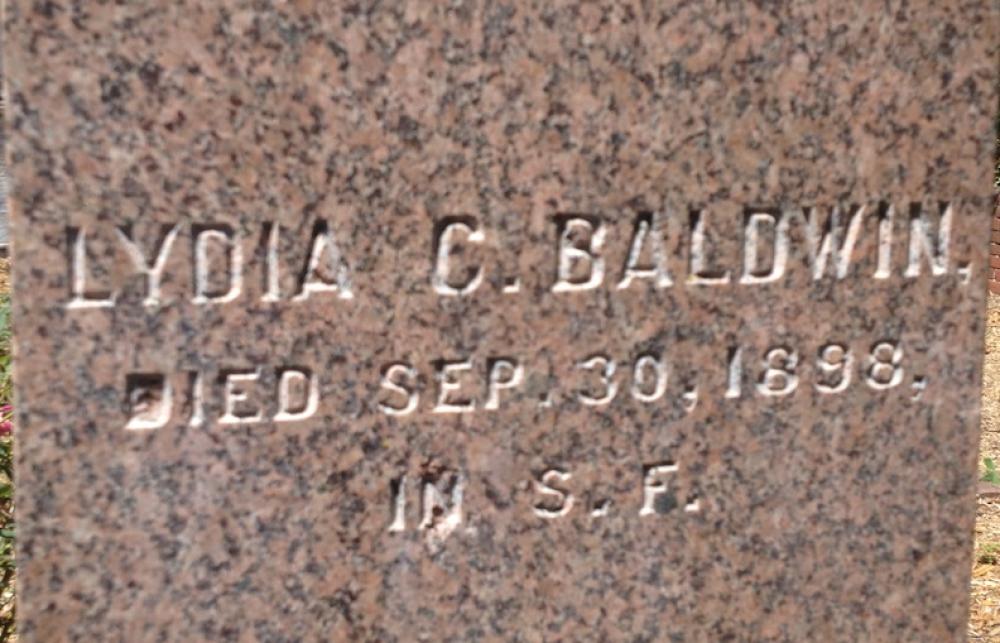 LYDIA C. BALDWIN,
DIED SEP. 30, 1898,
IN S. F.